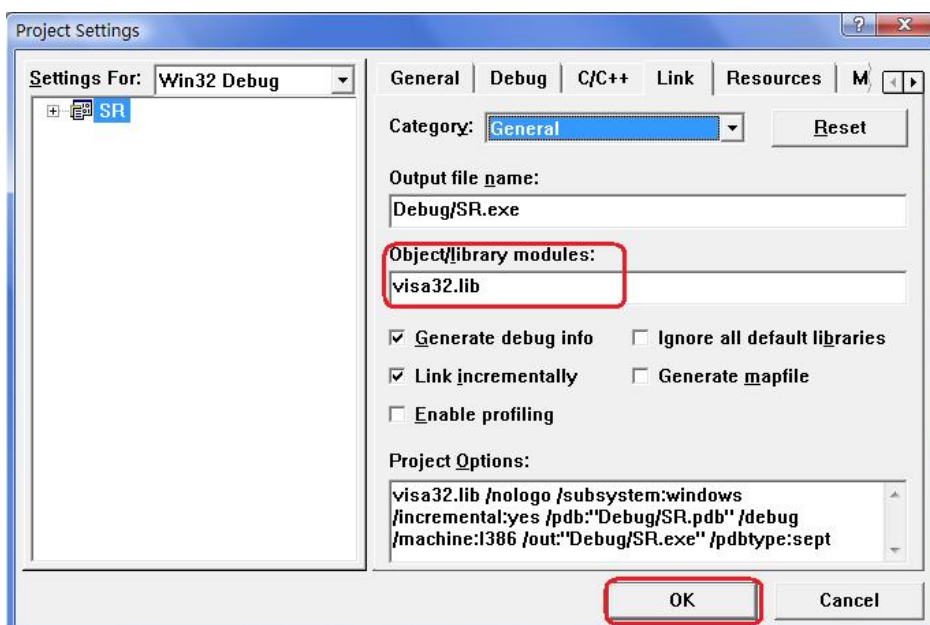 Project Settings
Settings For:
Win32 Debug
SR
General
Debug
C/C++
Link
Resources
M
Category:
General
Reset
Output file name:
Debug/SR.exe
Object/library modules:
visa32.lib
Generate debug info
Ignore all default libraries
Link incrementally
Generate mapfile
Enable profiling
Project Options:
visa32.lib /nologo /subsystem:windows
/incremental:yes /pdb:"Debug/SR.pdb" /debug
/machine:I386 /out:"Debug/SR.exe" /pdbtype:sept
OK
Cancel